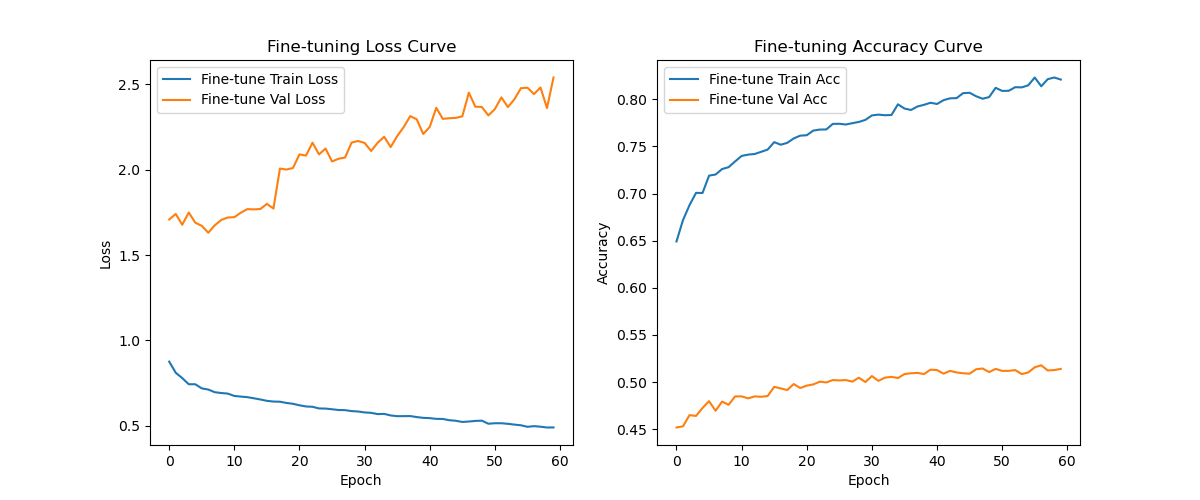 Fine-tuning Loss Curve
Fine-tune Train Loss
Fine-tune Val Loss
2.5
2.0
1.5
1.0
0.5
Loss
0
10
20
30
40
50
60
Epoch
Fine-tuning Accuracy Curve
Fine-tune Train Acc
Fine-tune Val Acc
0.80
0.75
0.70
0.65
0.60
0.55
0.50
0.45
Accuracy
0
10
20
30
40
50
60
Epoch